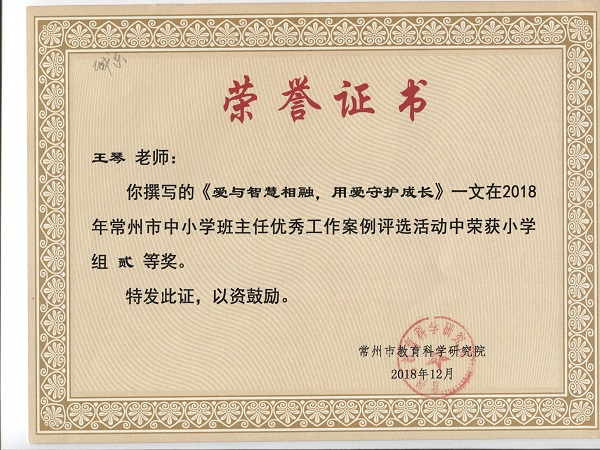 荣誉证书
王琴 老师：
你撰写的《爱与智慧相融，用爱守护成长》一文在2018
年常州市中小学班主任优秀工作案例评选活动中荣获小学
组 贰 等奖。
特发此证，以资鼓励。
常州市教育科学研究院
2018年12月